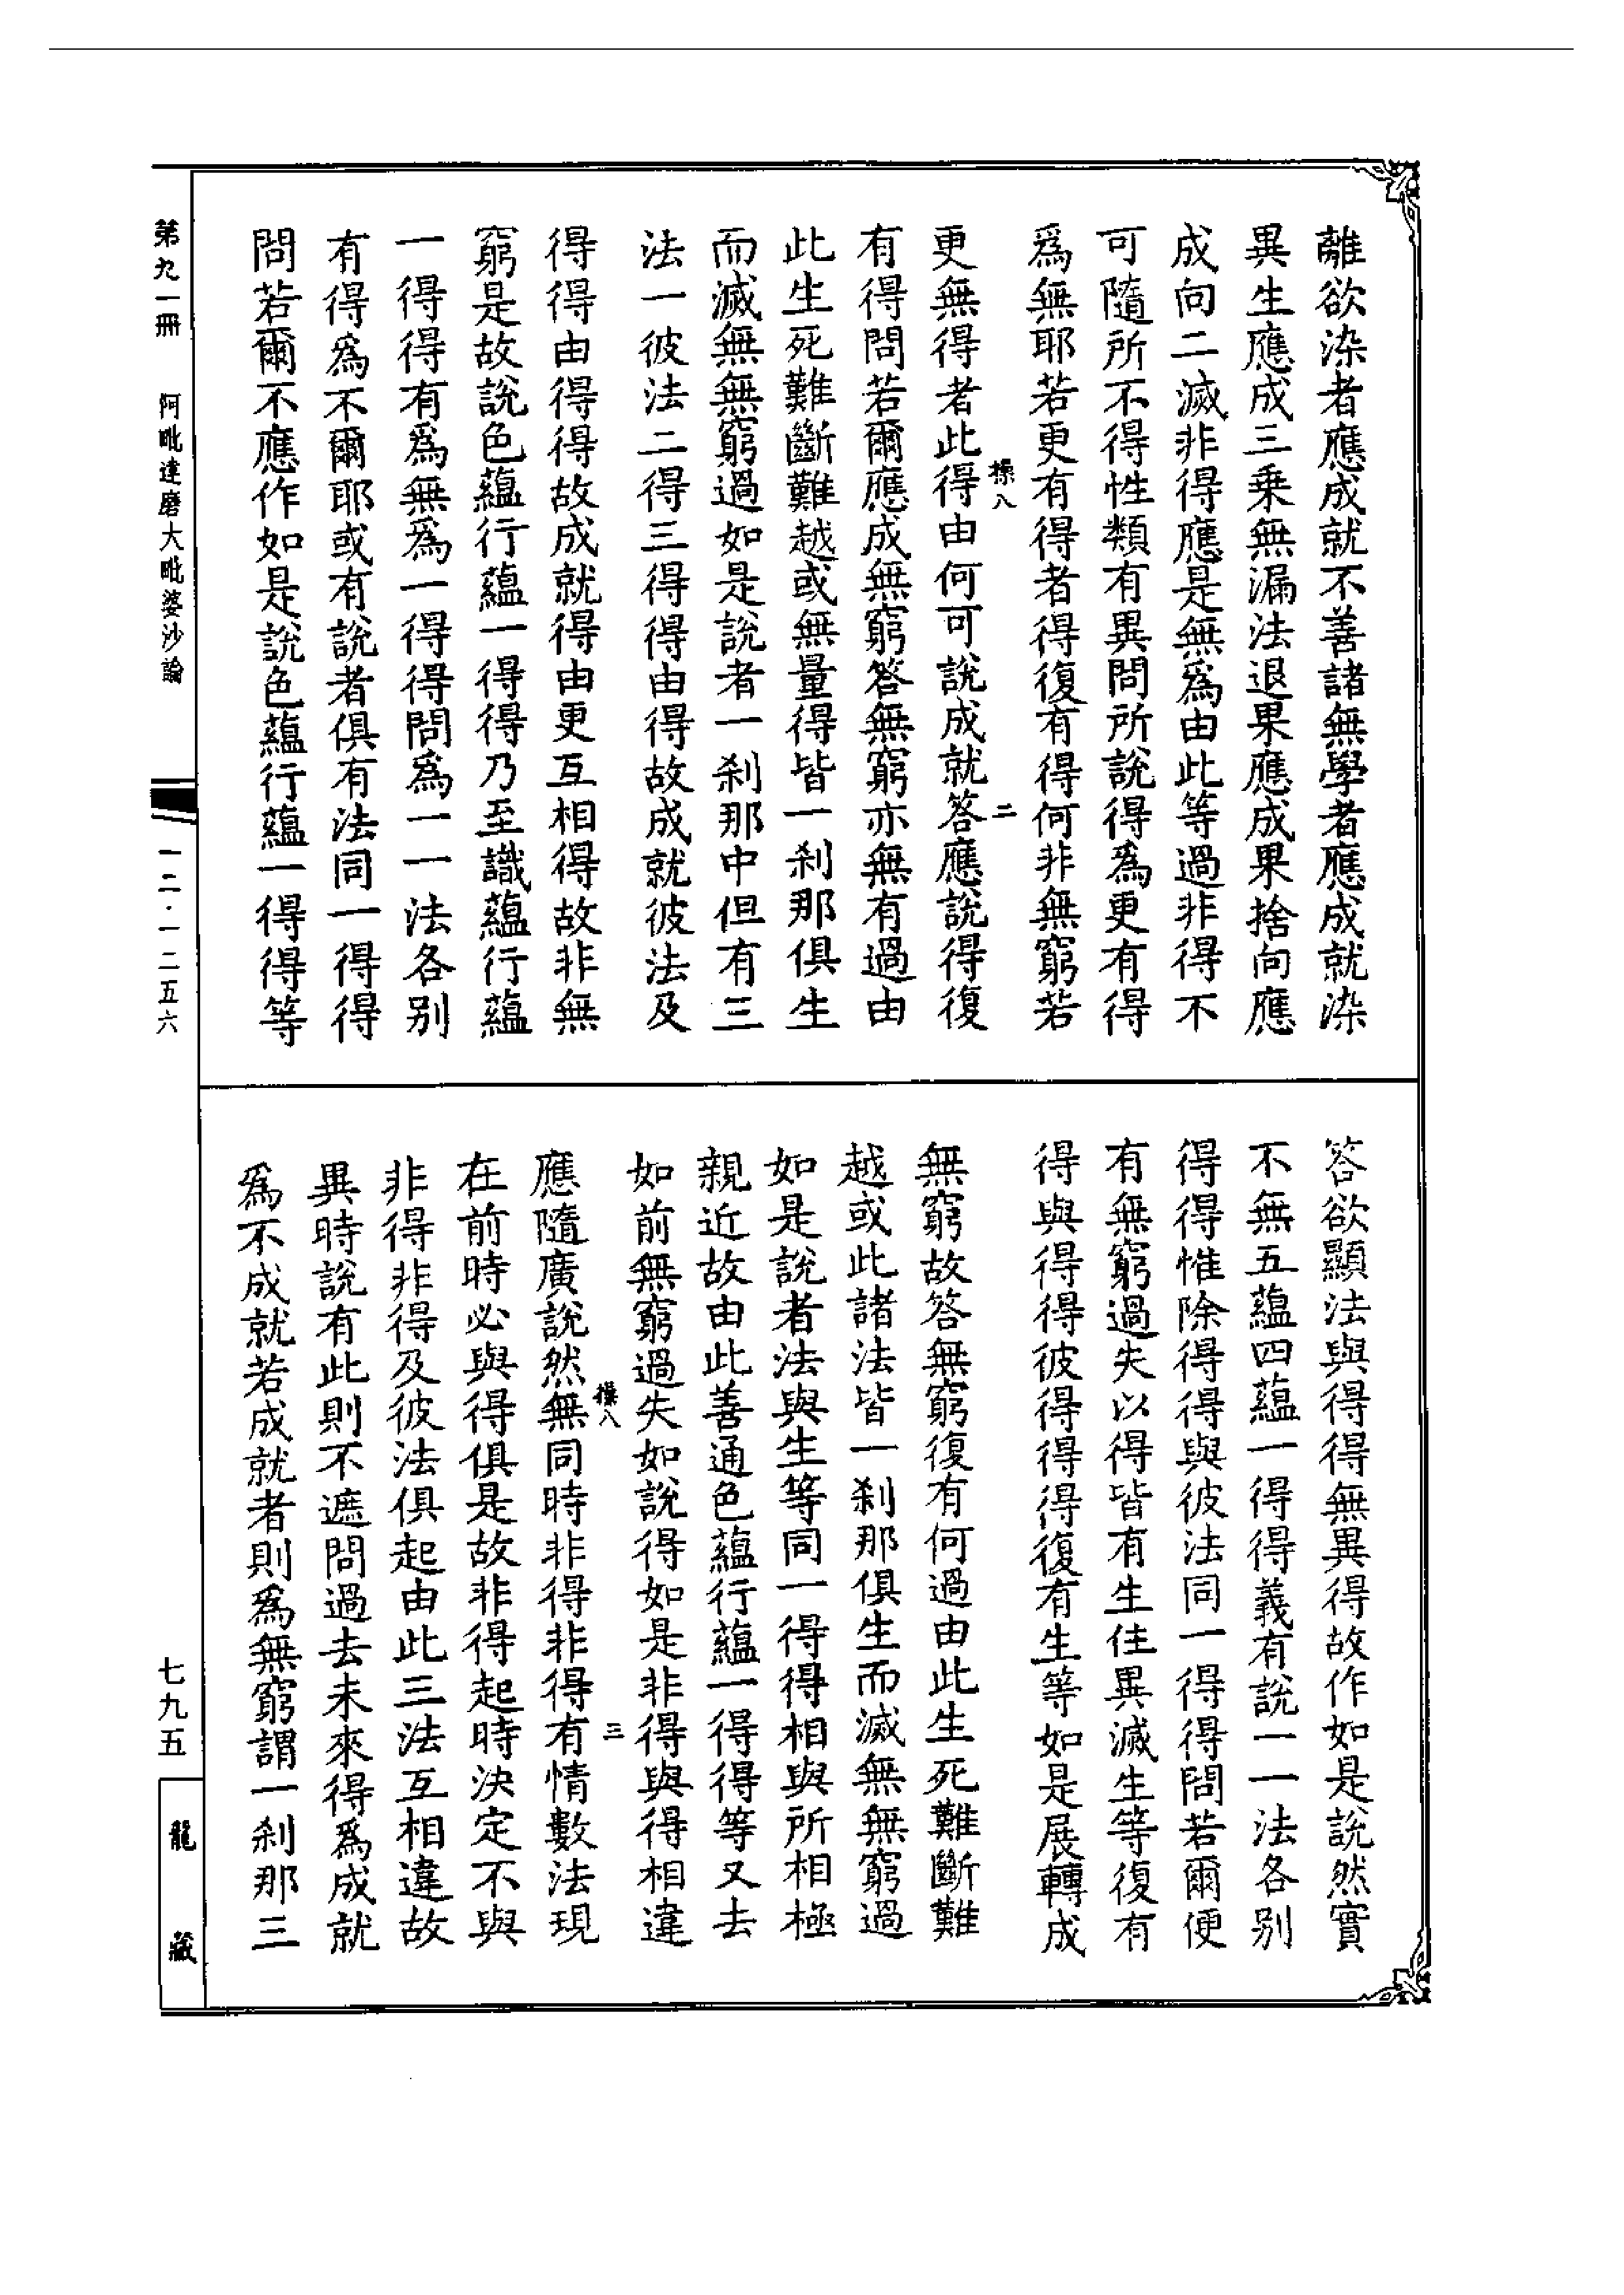 離欲染者應成就不善諸無學者應成就染
異生應成三乗無漏法退果應成果捨向應
成向二滅非得應是無爲由此等過非得不
可隨所不得性類有異問所說得爲更有得
爲無耶若更有得者得復有得何非無窮若
操八 二
更無得者此得由何可說成就答應說得復
有得問若爾應成無窮答無窮亦無有過由
此生死難斷難越或無量得皆一剎那俱生
而滅無無窮過如是說者一剎那中但有三
法一彼法二得三得得由得故成就彼法及
得得由得得故成就得由更互相得故非無
窮是故說色蘊行蘊一得得乃至識蘊行蘊
一得得有爲無爲一得得問爲一一法各別
有得爲不爾耶或有說者俱有法同一得得
問若爾不應作如是說色蘊行蘊一得得等
答欲顯法與得得無異得故作如是說然實
不無五蘊四蘊一得得義有說一一法各別
得得惟除得得與彼法同一得得問若爾便
有無窮過失以得皆有生住異滅生等復有
得與得得彼得得得復有生等如是展轉成
無窮故答無窮復有何過由此生死難斷難
越或此諸法皆一剎那俱生而滅無無窮過
如是說者法與生等同一得得相與所相極
親近故由此善通色蘊行蘊一得得等又去
如前無窮過失如說得如是非得與得相違
操八 三
應隨廣說然無同時非得非得有情數法現
在前時必與得俱是故非得起時決定不與
非得非得及彼法俱起由此三法互相違故
異時說有此則不遮問過去未來得爲成就
爲不成就若成就者則爲無窮謂一剎那三
第九一冊 阿毗達磨大毗婆沙論 一二·一二五六
七九五
龍藏